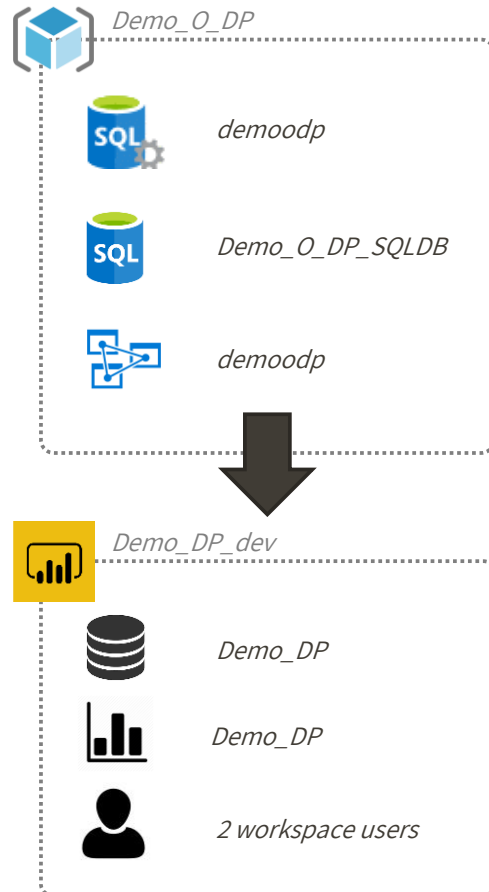 Demo_O_DP
SQL
demoodp
SQL
Demo_O_DP_SQLDB
demoodp
Demo_DP_dev
Demo_DP
Demo_DP
2 workspace users